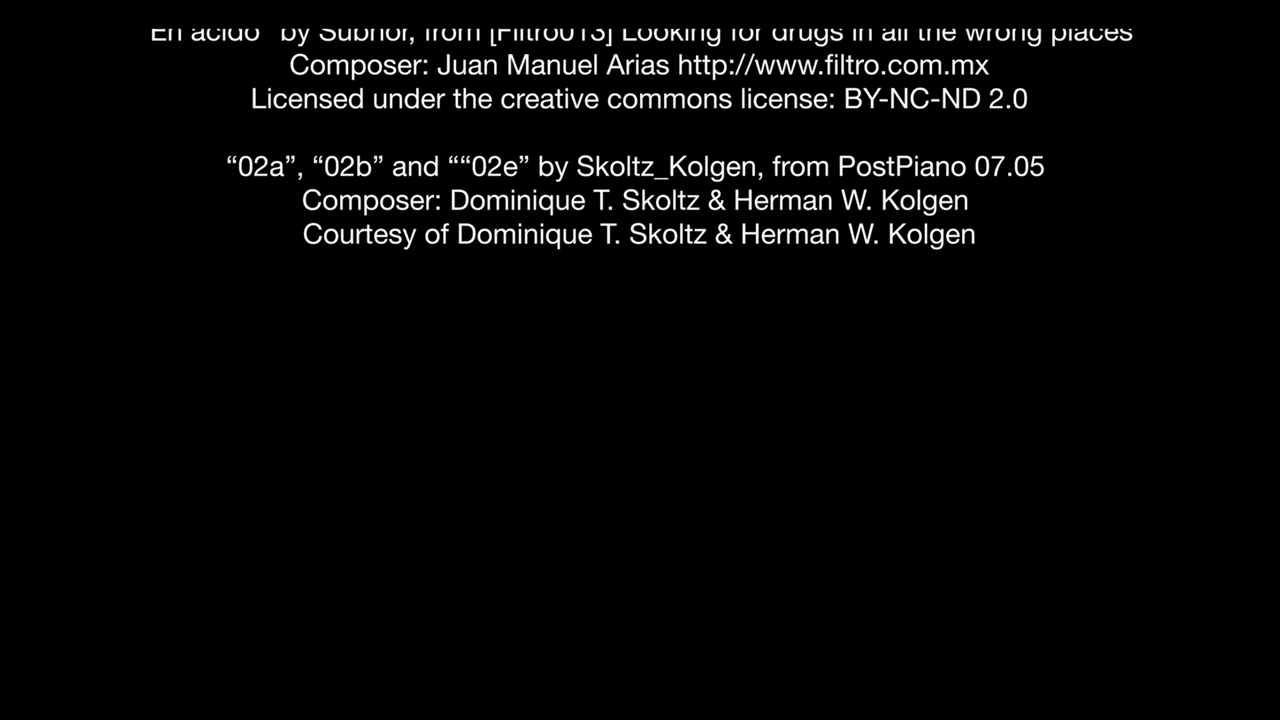 En acido” by Subnor, from [Filtro013] Looking for drugs in all the wrong places
Composer: Juan Manuel Arias http://www.filtro.com.mx
Licensed under the creative commons license: BY-NC-ND 2.0
“02a”, “02b” and ““02e” by Skoltz_Kolgen, from PostPiano 07.05
Composer: Dominique T. Skoltz & Herman W. Kolgen
Courtesy of Dominique T. Skoltz & Herman W. Kolgen